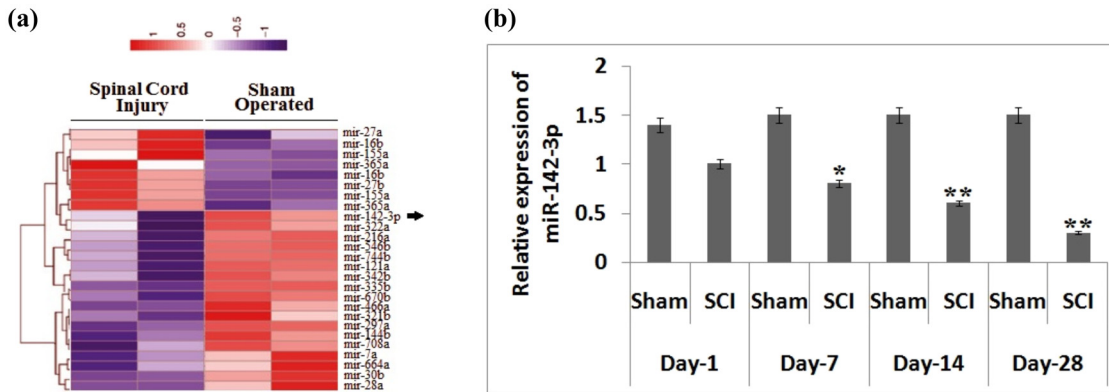 (a)
1
0.5
0
−0.5
−1
Spinal Cord
Injury
Sham
Operated
mir-27a
mir-16b
mir-155a
mir-365a
mir-16b
mir-27b
mir-155a
mir-365a
mir-142-3p
mir-322a
mir-216a
mir-546b
mir-744b
mir-121a
mir-342b
mir-335b
mir-670b
mir-466a
mir-321b
mir-297a
mir-144b
mir-708a
mir-7a
mir-664a
mir-30b
mir-28a
(b)
Relative expression of
miR-142-3p
2
1.5
1
0.5
0
*
**
**
Sham SCI Sham SCI Sham SCI Sham SCI
Day-1 Day-7 Day-14 Day-28